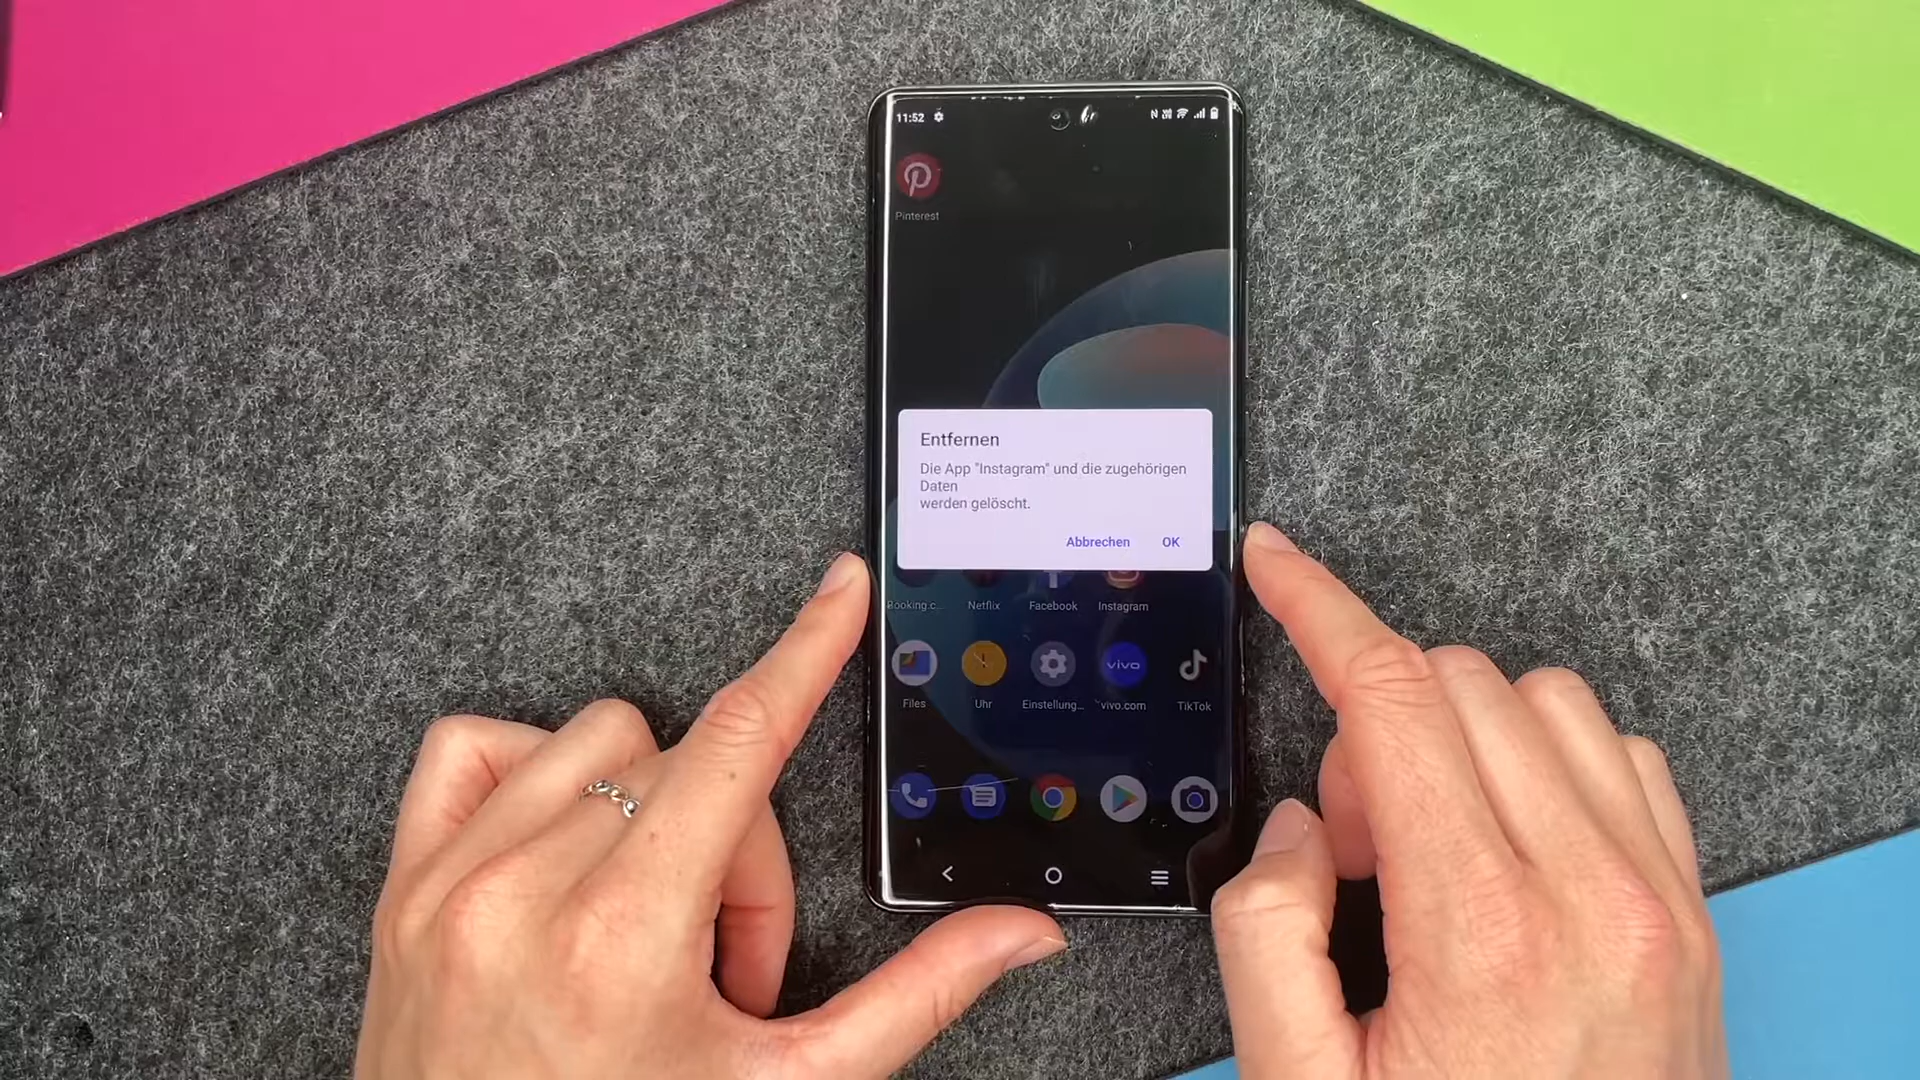 11:52
Pinterest
Entfernen
Die App "Instagram" und die zugehörigen
Daten
werden gelöscht.
Abbrechen OK
Booking.c... Netflix Facebook Instagram
vivo
Files Uhr Einstellung... vivo.com TikTok